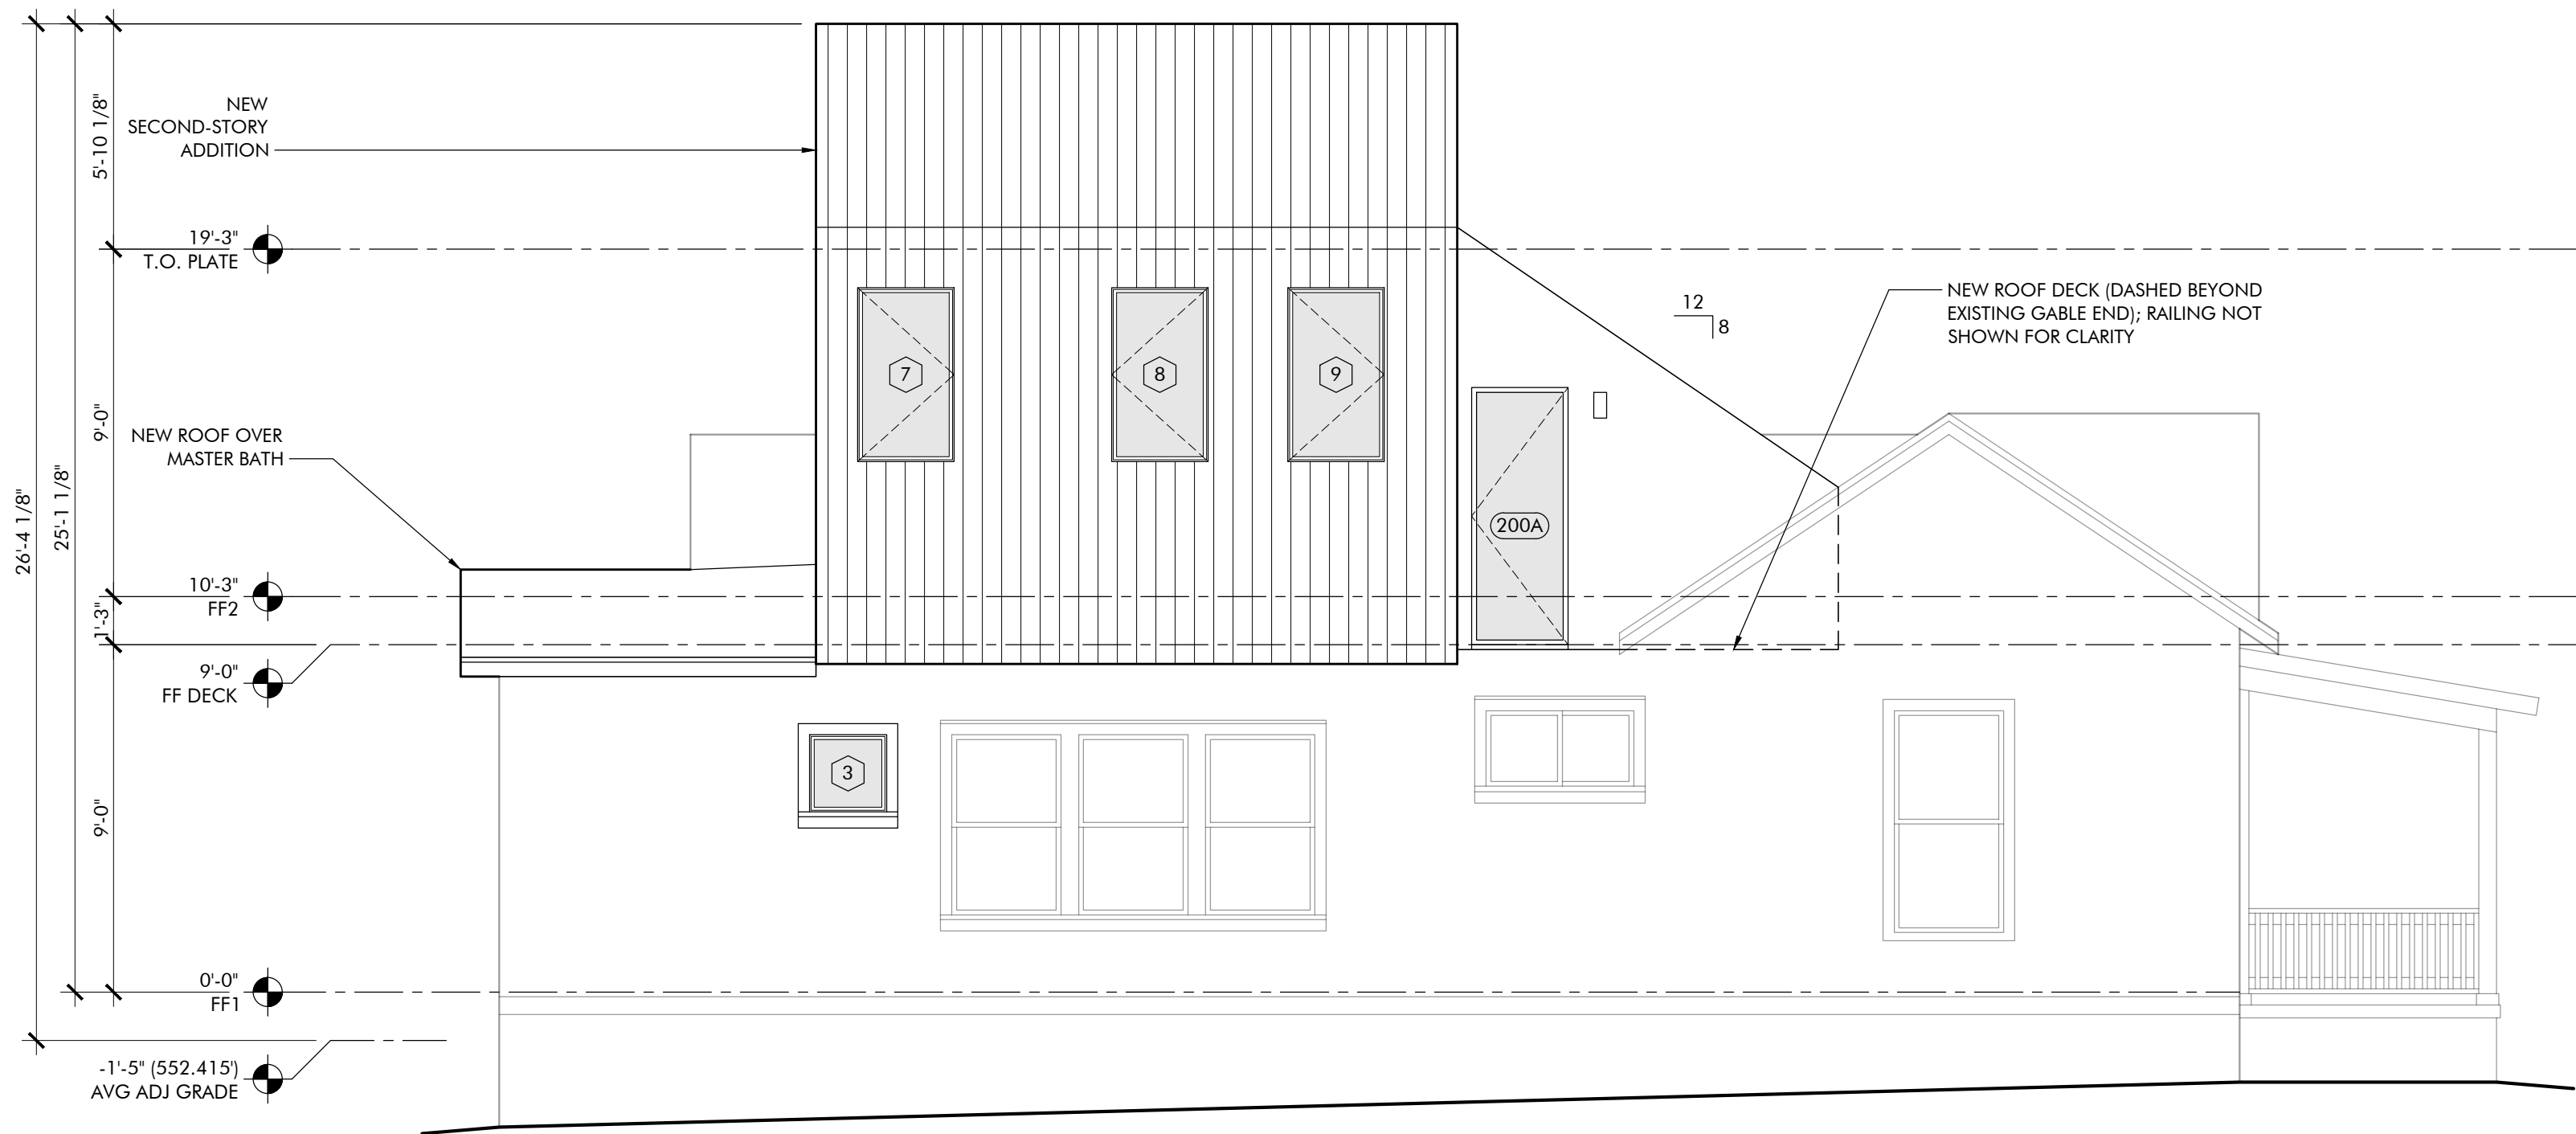 5'-10 1/8"
NEW
SECOND-STORY
ADDITION
19'-3"
T.O. PLATE
12
8
NEW ROOF DECK (DASHED BEYOND
EXISTING GABLE END); RAILING NOT
SHOWN FOR CLARITY
7
8
9
9'-0"
NEW ROOF OVER
MASTER BATH
26'-4 1/8"
25'-1 1/8"
200A
10'-3"
FF2
1'-3"
9'-0"
FF DECK
3
9'-0"
0'-0"
FF1
-1'-5" (552.415')
AVG ADJ GRADE